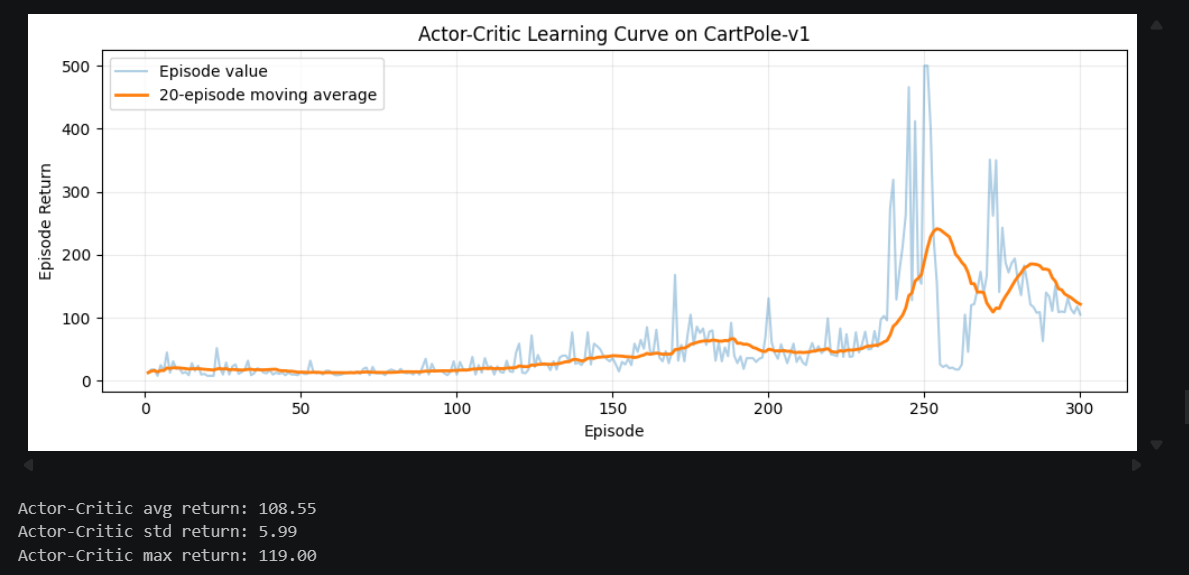 Actor-Critic Learning Curve on CartPole-v1
Episode value
20-episode moving average
Episode Return
500
400
300
200
100
0
0 50 100 150 200 250 300
Episode
Actor-Critic avg return: 108.55
Actor-Critic std return: 5.99
Actor-Critic max return: 119.00